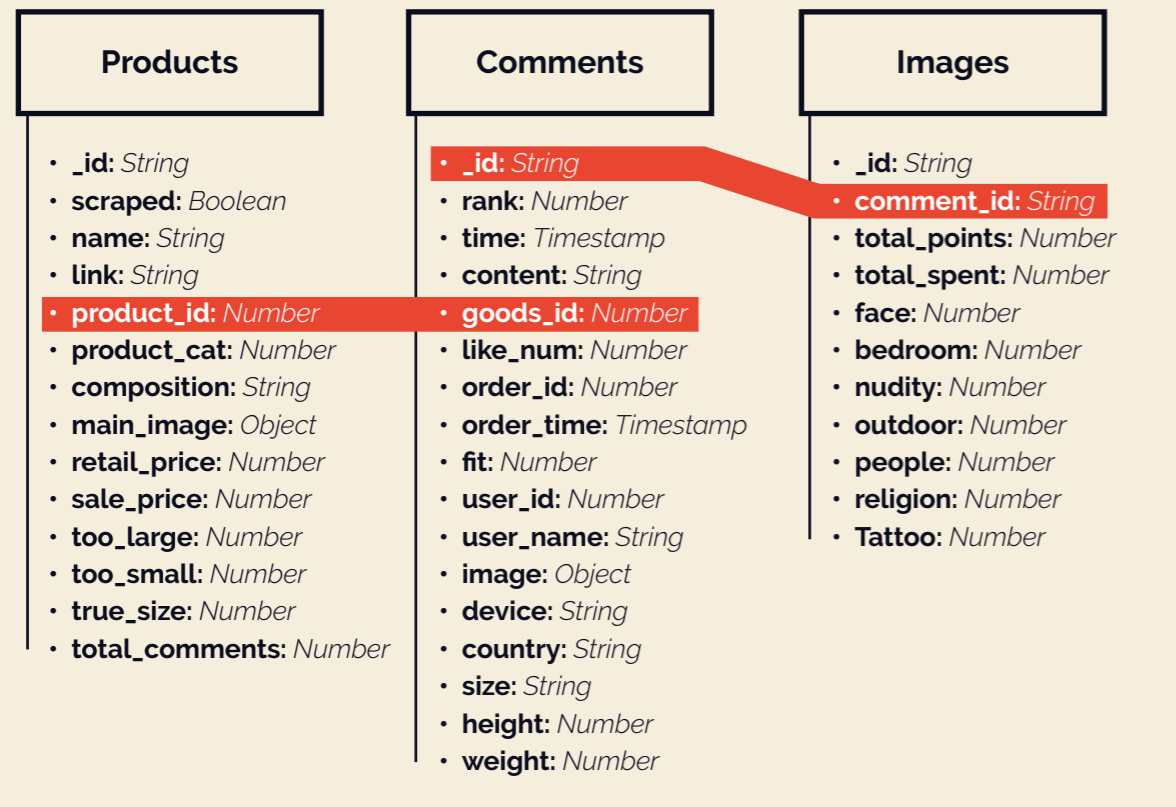 Products
• _id: String
• scraped: Boolean
• name: String
• link: String
• product_id: Number
• product_cat: Number
• composition: String
• main_image: Object
• retail_price: Number
• sale_price: Number
• too_large: Number
• too_small: Number
• true_size: Number
• total_comments: Number
Comments
• _id: String
• rank: Number
• time: Timestamp
• content: String
• goods_id: Number
• like_num: Number
• order_id: Number
• order_time: Timestamp
• fit: Number
• user_id: Number
• user_name: String
• image: Object
• device: String
• country: String
• size: String
• height: Number
• weight: Number
Images
• _id: String
• comment_id: String
• total_points: Number
• total_spent: Number
• face: Number
• bedroom: Number
• nudity: Number
• outdoor: Number
• people: Number
• religion: Number
• Tattoo: Number